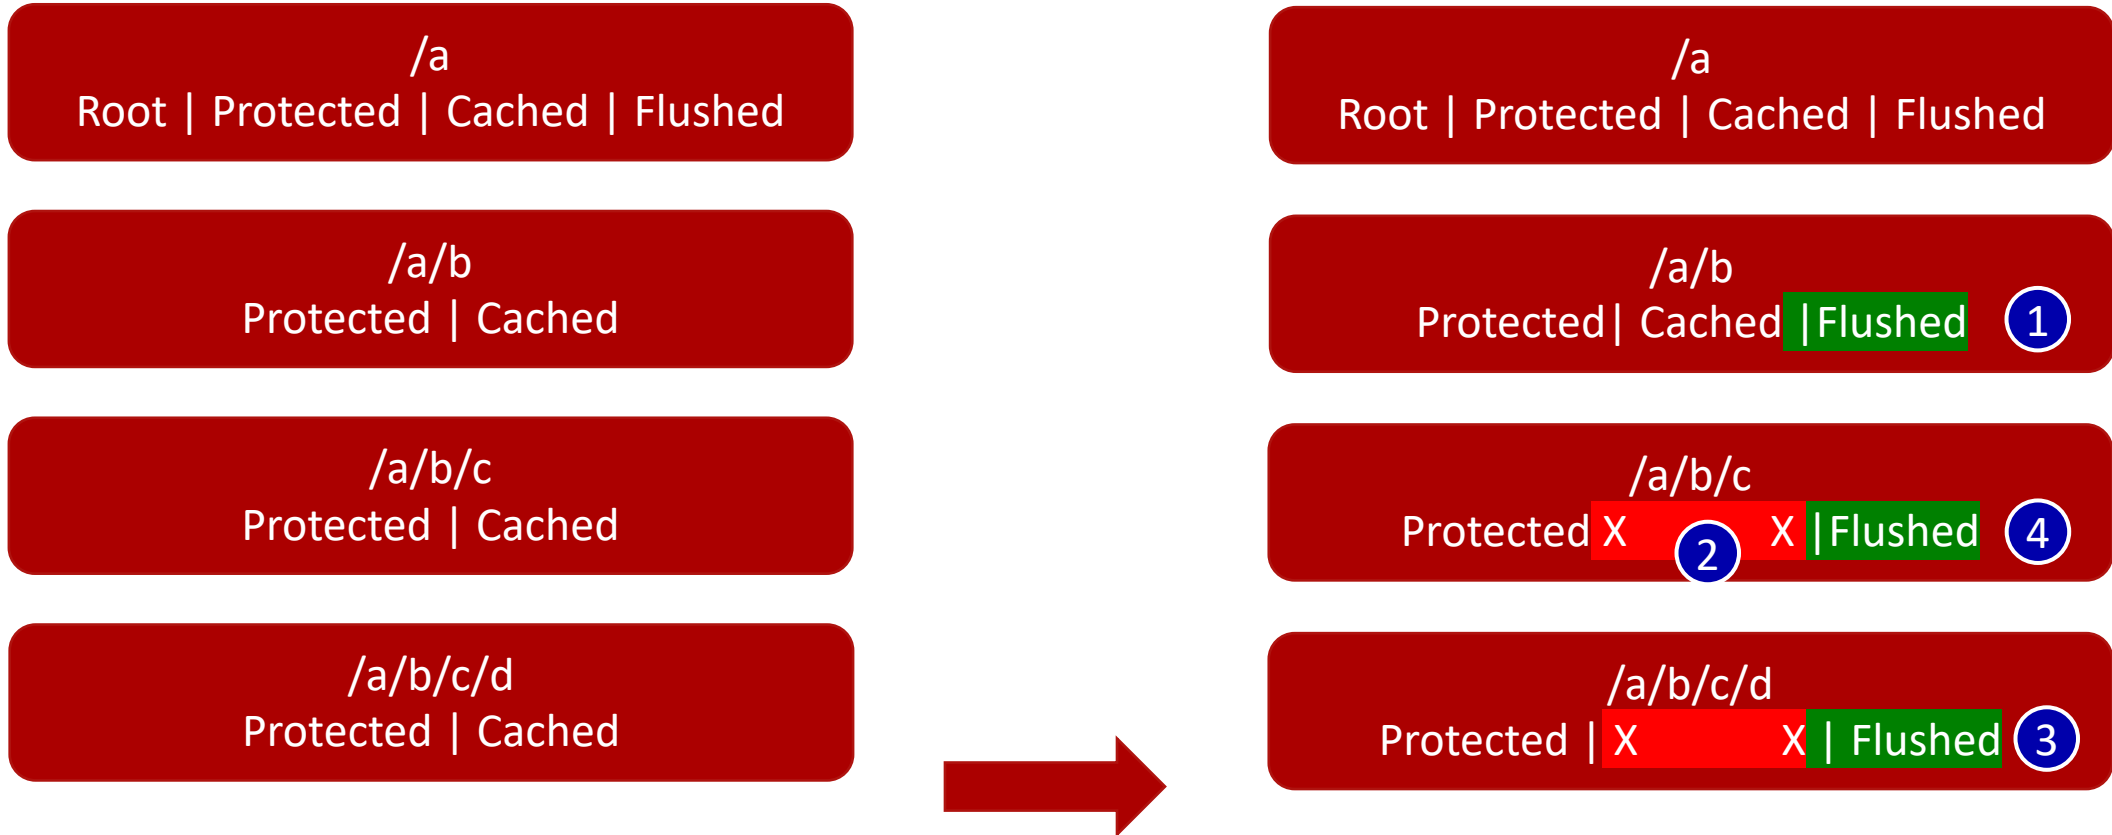 /a
Root | Protected | Cached | Flushed
/a/b
Protected | Cached
/a/b/c
Protected | Cached
/a/b/c/d
Protected | Cached
/a
Root | Protected | Cached | Flushed
/a/b
Protected| Cached |Flushed 1
/a/b/c
Protected X 2 X |Flushed 4
/a/b/c/d
Protected | X X | Flushed 3